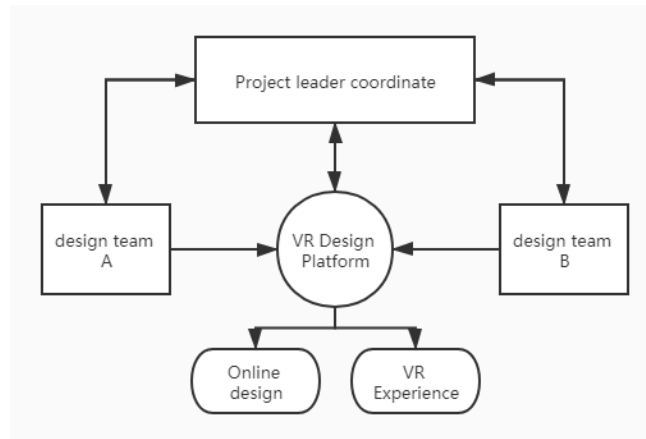 Project leader coordinate
design team
A
VR Design
Platform
design team
B
Online
design
VR
Experience